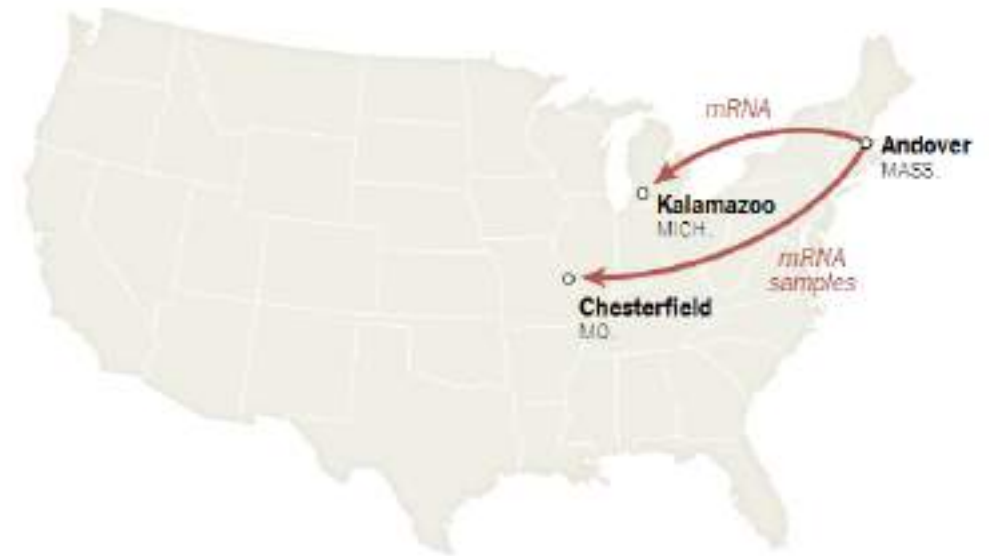 mRNA
Andover
MASS.
Kalamazoo
MICH.
mRNA
samples
Chesterfield
MO.